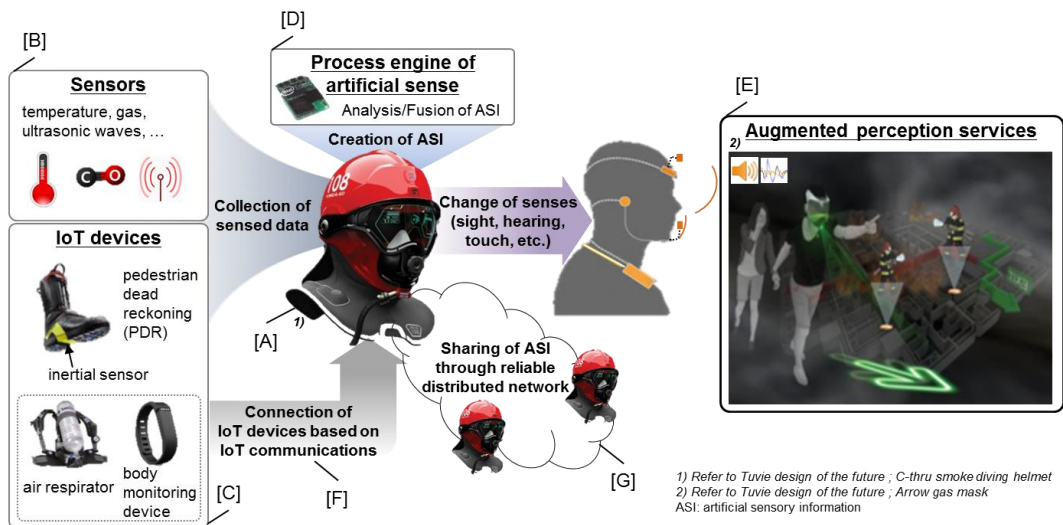 [B]
Sensors
temperature, gas,
ultrasonic waves, …
C O
IoT devices
pedestrian
dead
reckoning
(PDR)
inertial sensor
air respirator
body
monitoring
device
[C]
[D]
Process engine of
artificial sense
Analysis/Fusion of ASI
Creation of ASI
108
Collection of
sensed data
[A]
1)
Change of senses
(sight, hearing,
touch, etc.)
Sharing of ASI
through reliable
distributed network
[G]
Connection of
IoT devices based on
IoT communications
[F]
[E]
Augmented perception services
2)
1) Refer to Tuvie design of the future ; C-thru smoke diving helmet
2) Refer to Tuvie design of the future ; Arrow gas mask
ASI: artificial sensory information